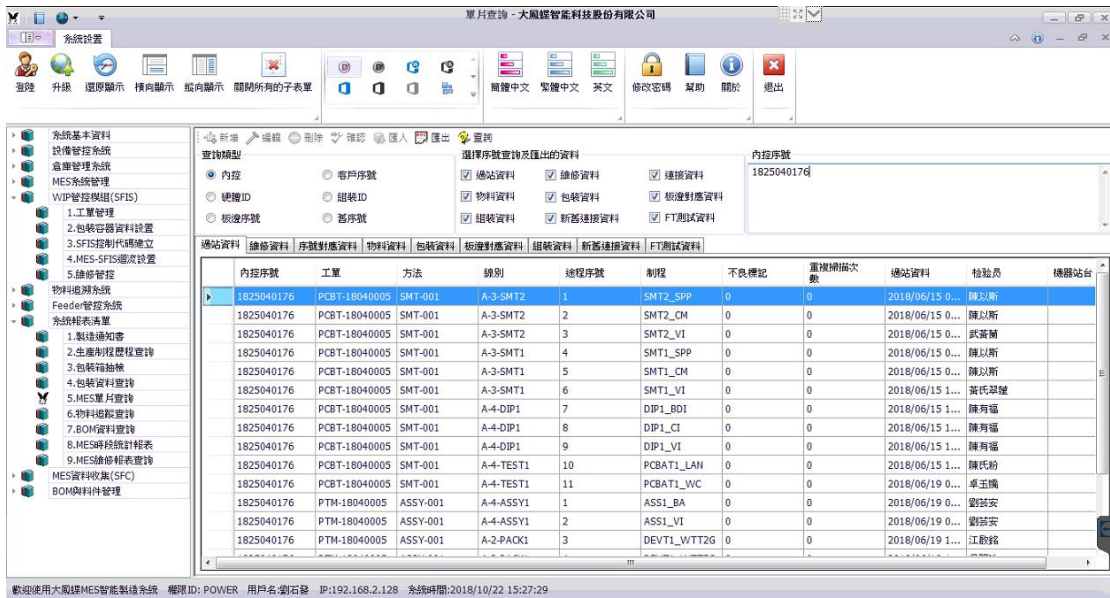 單片查詢 - 大鳳蝶智能科技股份有限公司
系統設置
登陸 升級 還原顯示 橫向顯示 縱向顯示 關閉所有的子表單 簡體中文 繁體中文 英文 修改密碼 幫助 關於 退出
系統基本資料
設備管控系統
倉庫管理系統
MES系統管理
WIP管控模組(SFIS)
1.工單管理
2.包裝容器資料設置
3.SFIS控制代碼建立
4.MES-SFIS迴流設置
5.維修管控
物料追溯系統
Feeder管控系統
系統報表清單
1.製造通知書
2.生產制程歷程查詢
3.包裝箱抽檢
4.包裝資料查詢
5.MES單片查詢
6.物料追蹤查詢
7.BOM資料查詢
8.MES時段統計報表
9.MES維修報表查詢
MES資料收集(SFC)
BOM與料件管理
新增 編輯 刪除 確認 匯入 匯出 查詢
查詢類型 選擇序號查詢及匯出的資料 內控序號
內控 客戶序號 過站資料 維修資料 連接資料 1825040176
硬體ID 組裝ID 物料資料 包裝資料 板邊對應資料
板邊序號 舊序號 組裝資料 新舊連接資料 FT測試資料
過站資料 維修資料 序號對應資料 物料資料 包裝資料 板邊對應資料 組裝資料 新舊連接資料 FT測試資料
內控序號 工單 方法 線別 途程序號 制程 不良標記 重複掃描次數 過站資料 检验员 機器站台
1825040176 PCBT-18040005 SMT-001 A-3-SMT2 1 SMT2_SPP 0 0 2018/06/15 0... 陳以斯
1825040176 PCBT-18040005 SMT-001 A-3-SMT2 2 SMT2_CM 0 0 2018/06/15 0... 陳以斯
1825040176 PCBT-18040005 SMT-001 A-3-SMT2 3 SMT2_VI 0 0 2018/06/15 0... 武黃蘭
1825040176 PCBT-18040005 SMT-001 A-3-SMT1 4 SMT1_SPP 0 0 2018/06/15 0... 陳以斯
1825040176 PCBT-18040005 SMT-001 A-3-SMT1 5 SMT1_CM 0 0 2018/06/15 0... 陳以斯
1825040176 PCBT-18040005 SMT-001 A-3-SMT1 6 SMT1_VI 0 0 2018/06/15 1... 黃氏翠
1825040176 PCBT-18040005 SMT-001 A-4-DIP1 7 DIP1_BDI 0 0 2018/06/15 1... 陳有福
1825040176 PCBT-18040005 SMT-001 A-4-DIP1 8 DIP1_CI 0 0 2018/06/15 1... 陳有福
1825040176 PCBT-18040005 SMT-001 A-4-DIP1 9 DIP1_VI 0 0 2018/06/15 1... 陳有福
1825040176 PCBT-18040005 SMT-001 A-4-TEST1 10 PCBAT1_LAN 0 0 2018/06/15 1... 陳氏粉
1825040176 PCBT-18040005 SMT-001 A-4-TEST1 11 PCBAT1_WC 0 0 2018/06/19 0... 卓玉嬌
1825040176 PTM-18040005 ASSY-001 A-4-ASSY1 1 ASS1_BA 0 0 2018/06/19 0... 劉芸安
1825040176 PTM-18040005 ASSY-001 A-4-ASSY1 2 ASS1_VI 0 0 2018/06/19 0... 劉芸安
1825040176 PTM-18040005 ASSY-001 A-2-PACK1 3 DEVT1_WTT2G 0 0 2018/06/19 1... 江啟銘
歡迎使用大鳳蝶MES智能製造系統 權限ID: POWER 用戶名:劉石發 IP:192.168.2.128 系統時間:2018/10/22 15:27:29